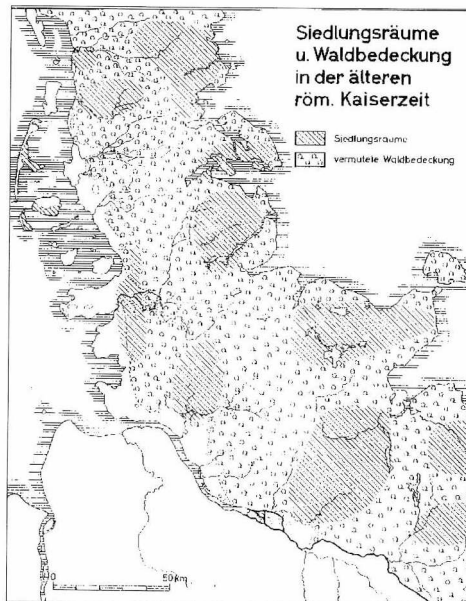 Siedlungsräume
u. Waldbedeckung
in der älteren
röm. Kaiserzeit
Siedlungsräume
vermutete Waldbedeckung
0 50 km